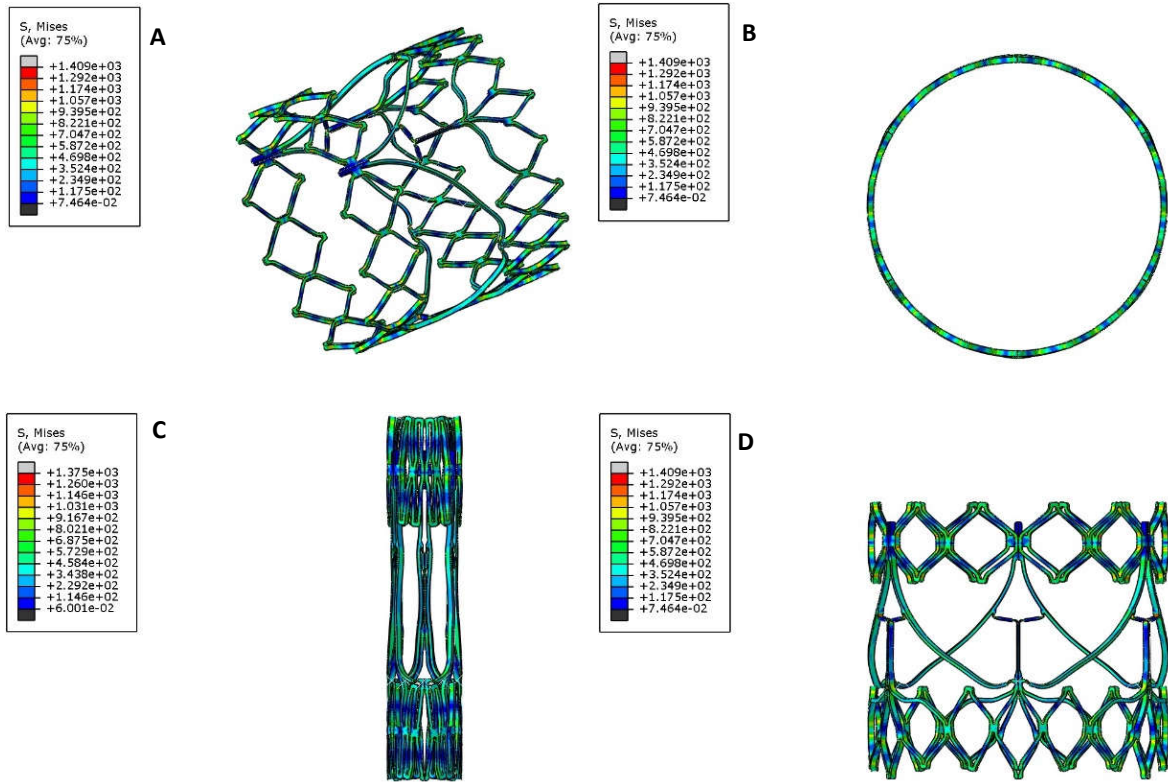 S, Mises
(Avg: 75%)
+1.409e+03
+1.292e+03
+1.174e+03
+1.057e+03
+9.395e+02
+8.221e+02
+7.047e+02
+5.872e+02
+4.698e+02
+3.524e+02
+2.349e+02
+1.175e+02
+7.464e-02
A
S, Mises
(Avg: 75%)
+1.409e+03
+1.292e+03
+1.174e+03
+1.057e+03
+9.395e+02
+8.221e+02
+7.047e+02
+5.872e+02
+4.698e+02
+3.524e+02
+2.349e+02
+1.175e+02
+7.464e-02
B
S, Mises
(Avg: 75%)
+1.375e+03
+1.260e+03
+1.146e+03
+1.031e+03
+9.167e+02
+8.021e+02
+6.875e+02
+5.729e+02
+4.584e+02
+3.438e+02
+2.292e+02
+1.146e+02
+6.001e-02
C
S, Mises
(Avg: 75%)
+1.409e+03
+1.292e+03
+1.174e+03
+1.057e+03
+9.395e+02
+8.221e+02
+7.047e+02
+5.872e+02
+4.698e+02
+3.524e+02
+2.349e+02
+1.175e+02
+7.464e-02
D